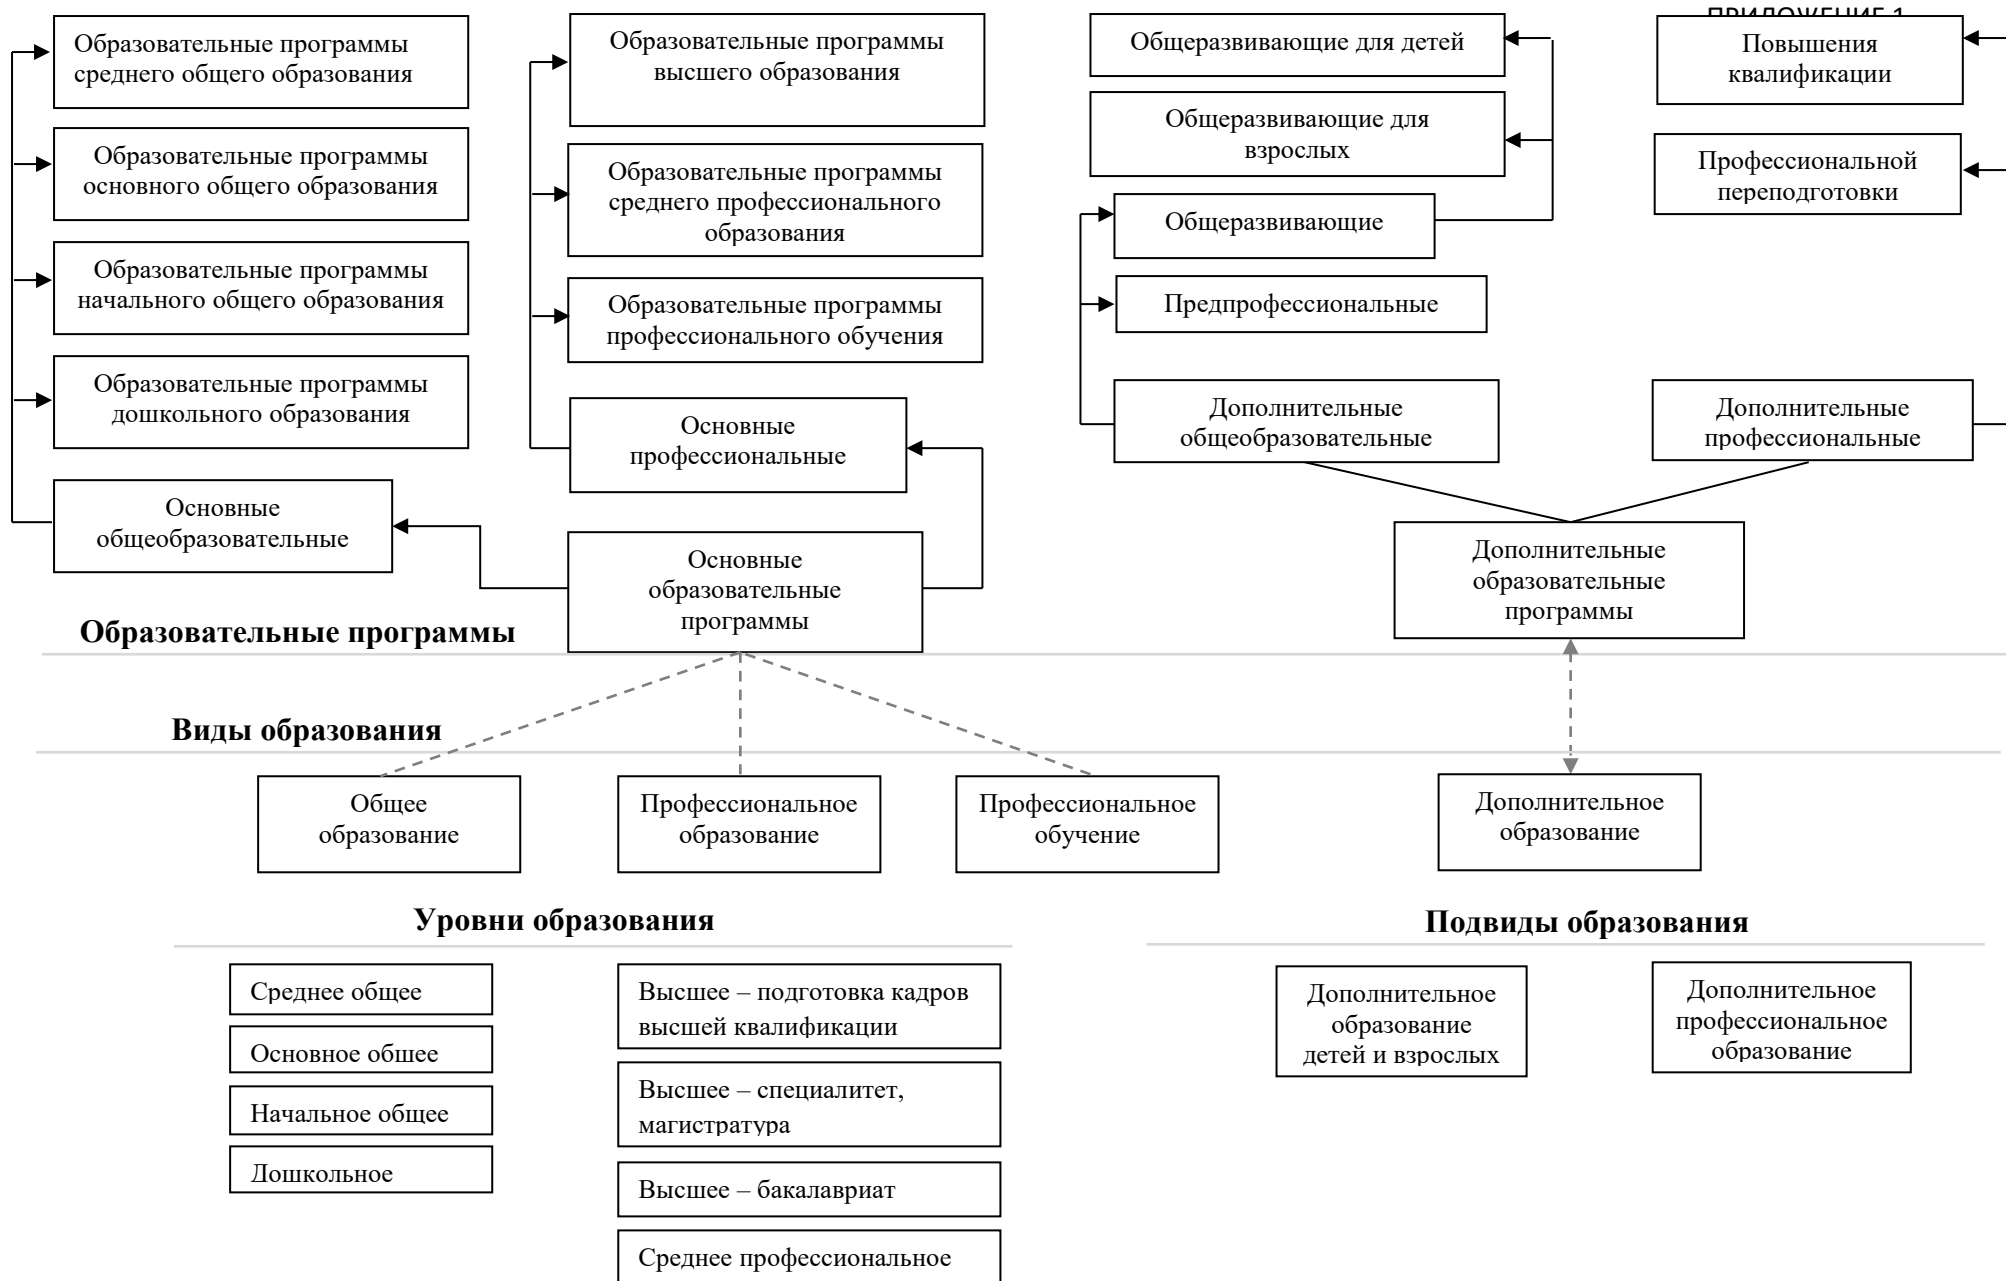 ПРИЛОЖЕНИЕ 1
Образовательные программы
среднего общего образования
Образовательные программы
основного общего образования
Образовательные программы
начального общего образования
Образовательные программы
дошкольного образования
Основные
общеобразовательные
Образовательные программы
высшего образования
Образовательные программы
среднего профессионального
образования
Образовательные программы
профессионального обучения
Основные
профессиональные
Основные
образовательные
программы
Общеразвивающие для детей
Общеразвивающие для
взрослых
Общеразвивающие
Предпрофессиональные
Дополнительные
общеобразовательные
Повышения
квалификации
Профессиональной
переподготовки
Дополнительные
профессиональные
Дополнительные
образовательные
программы
Образовательные программы
Виды образования
Общее
образование
Профессиональное
образование
Профессиональное
обучение
Дополнительное
образование
Уровни образования
Среднее общее
Основное общее
Начальное общее
Дошкольное
Высшее – подготовка кадров
высшей квалификации
Высшее – специалитет,
магистратура
Высшее – бакалавриат
Среднее профессиональное
Подвиды образования
Дополнительное
образование
детей и взрослых
Дополнительное
профессиональное
образование